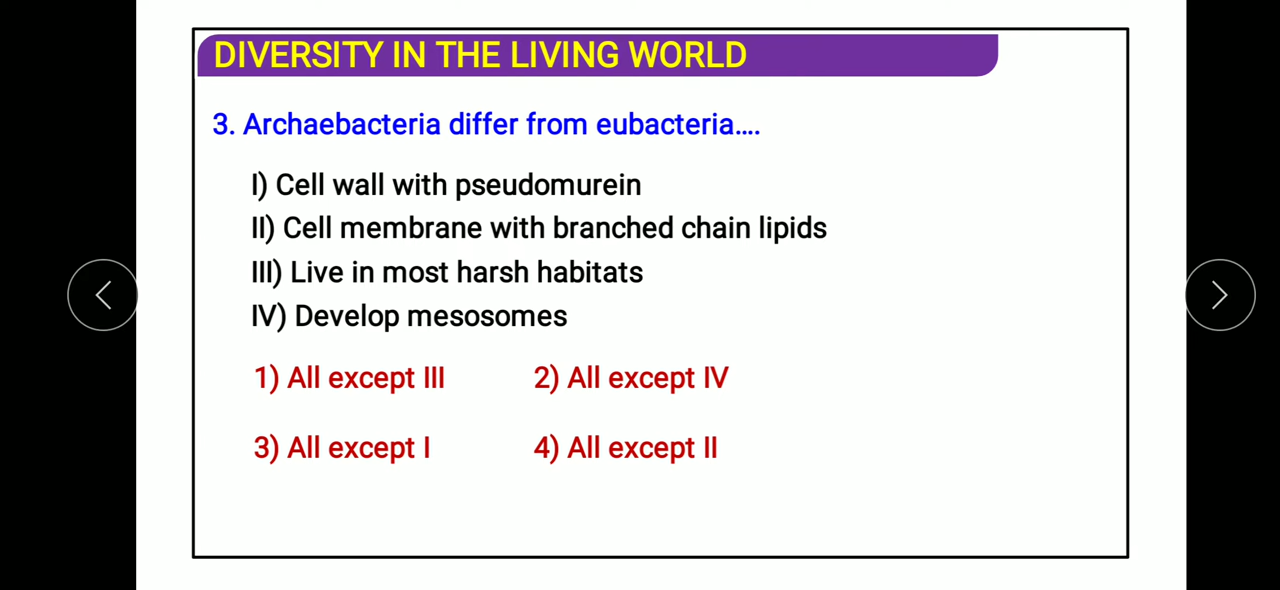 DIVERSITY IN THE LIVING WORLD
3. Archaebacteria differ from eubacteria....
I) Cell wall with pseudomurein
II) Cell membrane with branched chain lipids
III) Live in most harsh habitats
IV) Develop mesosomes
1) All except III 2) All except IV
3) All except I 4) All except II